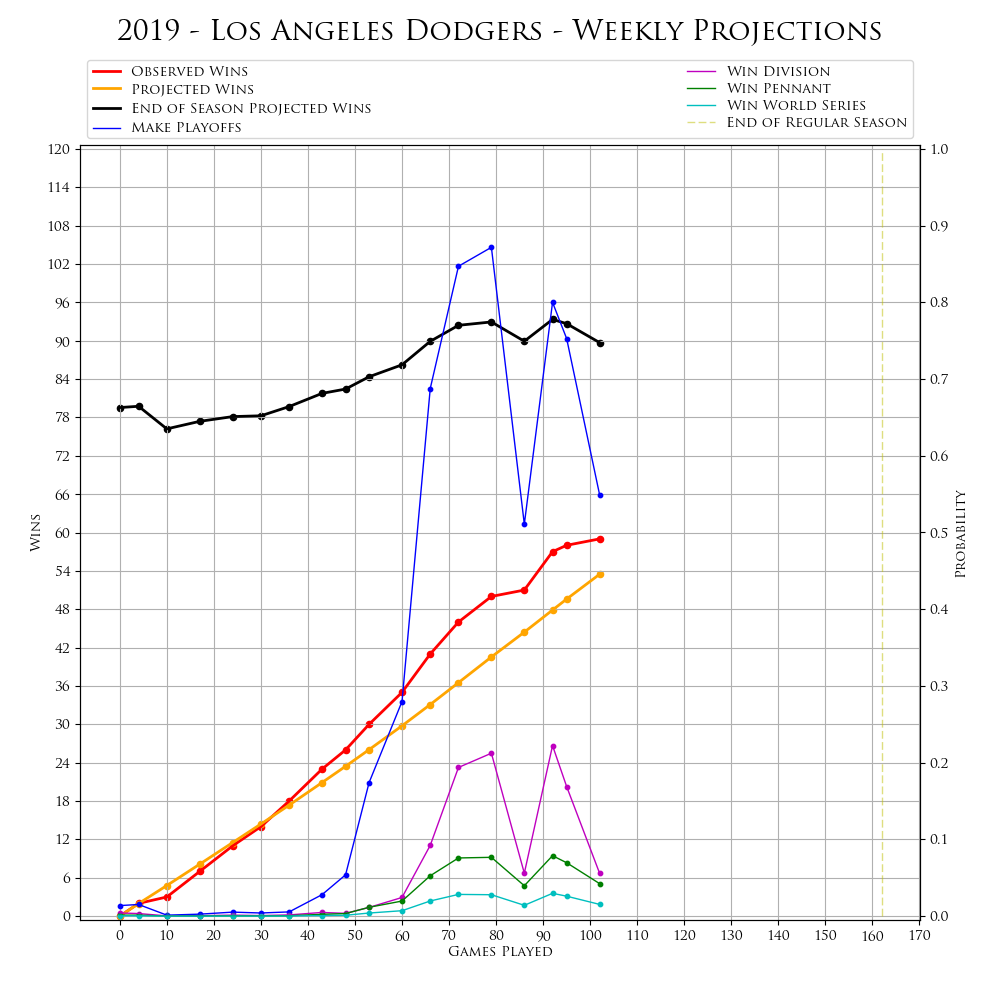 2019 - Los Angeles Dodgers - Weekly Projections
Observed Wins
Projected Wins
End of Season Projected Wins
Make Playoffs
Win Division
Win Pennant
Win World Series
End of Regular Season
120
114
108
102
96
90
84
78
72
66
60
54
48
42
36
30
24
18
12
6
0
Wins
1.0
0.9
0.8
0.7
0.6
0.5
0.4
0.3
0.2
0.1
0.0
Probability
0 10 20 30 40 50 60 70 80 90 100 110 120 130 140 150 160 170
Games Played